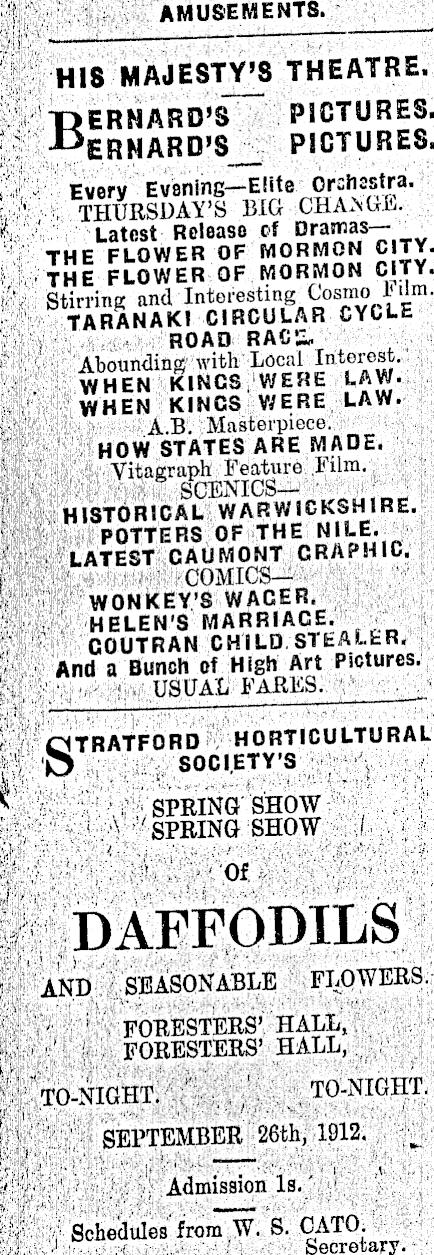 AMUSEMENTS.
HIS MAJESTY'S THEATRE.
BERNARD'S PICTURES.
BERNARD'S PICTURES.
Every Evening—Elite Orchestra.
THURSDAY'S BIG CHANGE.
Latest Release of Dramas—
THE FLOWER OF MORMON CITY.
THE FLOWER OF MORMON CITY.
Stirring and Interesting Cosmo Film.
TARANAKI CIRCULAR CYCLE
ROAD RACE.
Abounding with Local Interest.
WHEN KINGS WERE LAW.
WHEN KINGS WERE LAW.
A.B. Masterpiece.
HOW STATES ARE MADE.
Vitagraph Feature Film.
SCENICS—
HISTORICAL WARWICKSHIRE.
POTTERS OF THE NILE.
LATEST GAUMONT GRAPHIC.
COMICS—
WONKEY'S WAGER.
HELEN'S MARRIAGE.
GOUTRAN CHILD STEALER.
And a Bunch of High Art Pictures.
USUAL FARES.
STRATFORD HORTICULTURAL
SOCIETY'S
SPRING SHOW
SPRING SHOW
Of
DAFFODILS
AND SEASONABLE FLOWERS.
FORESTERS' HALL,
FORESTERS' HALL,
TO-NIGHT. TO-NIGHT.
SEPTEMBER 26th, 1912.
Admission 1s.
Schedules from W. S. CATO.
Secretary.